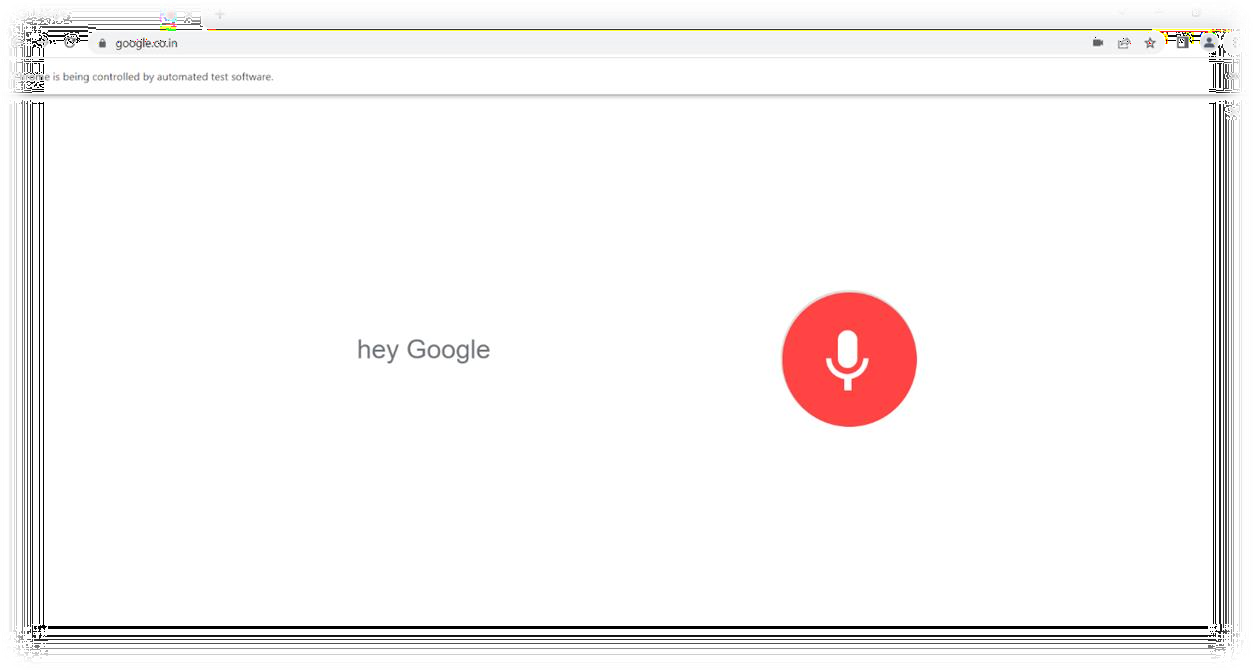 google.co.in
is being controlled by automated test software.
hey Google